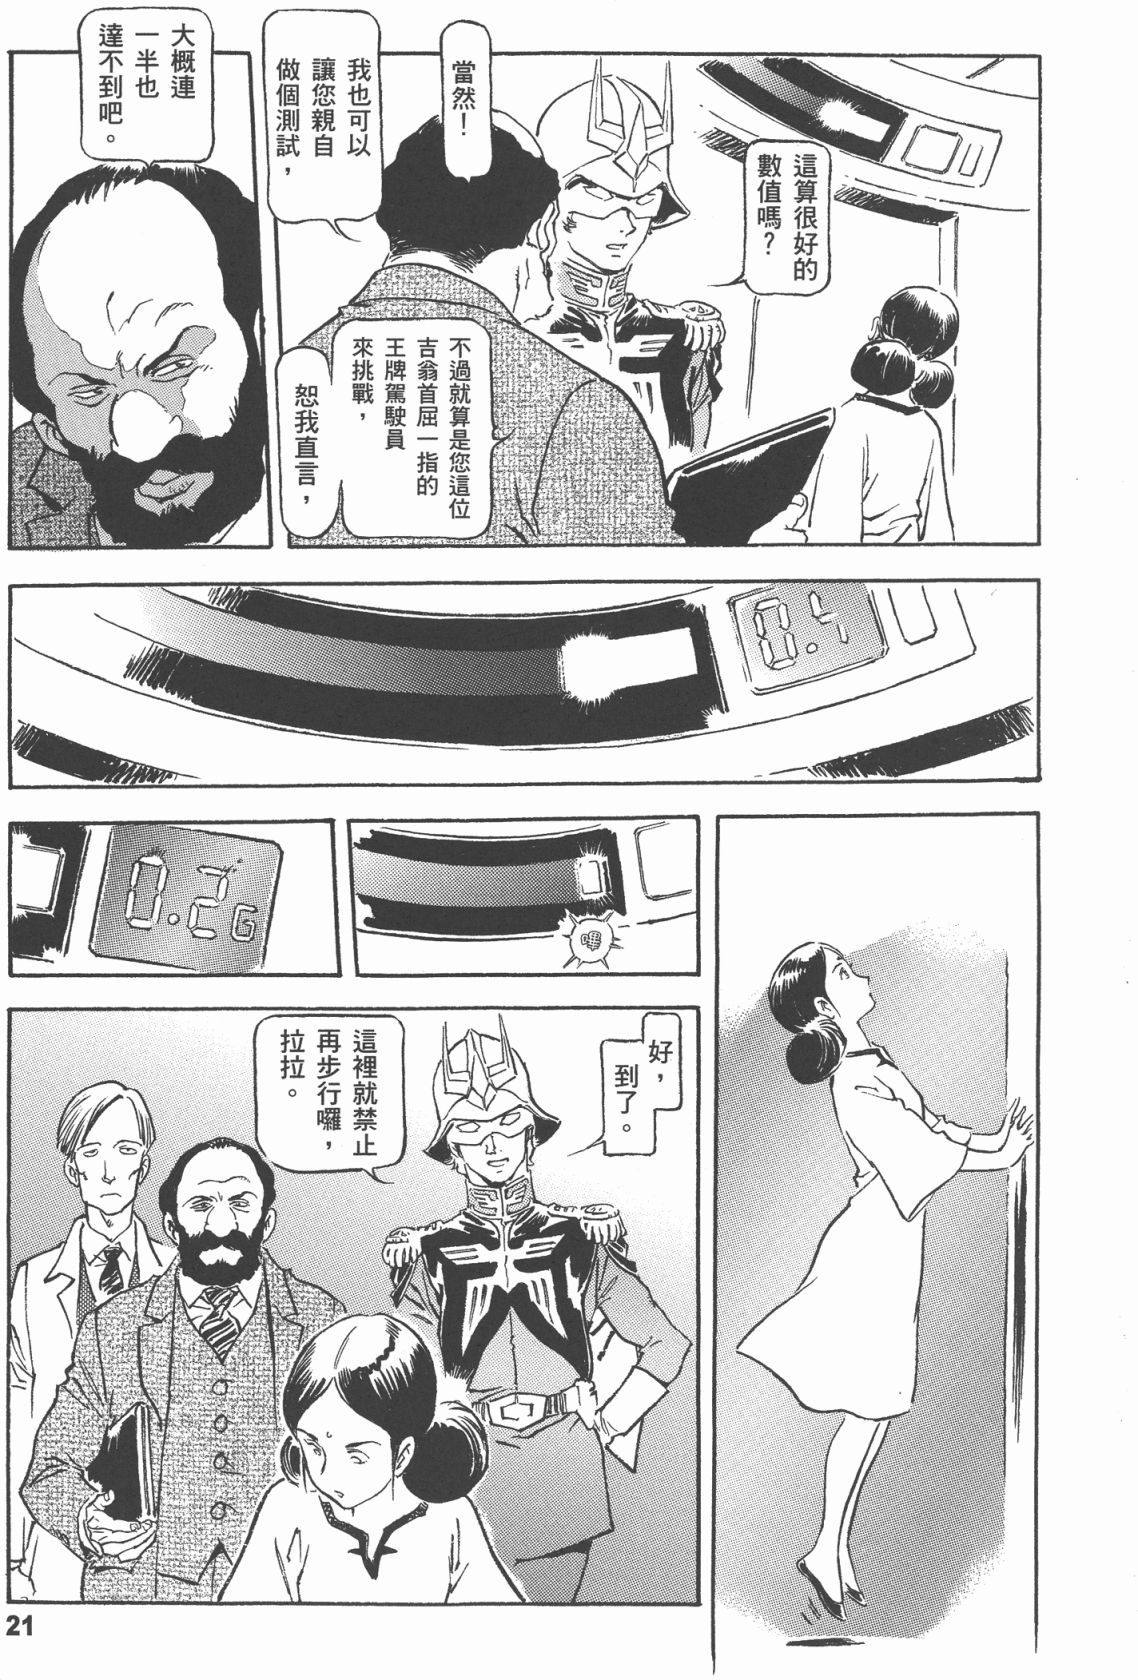 這算很好的
數值嗎？
當然！
我也可以
讓您親自
做個測試，
不過就算是您這位
吉翁首屈一指的
王牌駕駛員
來挑戰，
恕我直言，
大概連
一半也
達不到吧。
0.4
嗶
0.2G
好，
到了。
這裡就禁止
再步行囉，
拉拉。
21